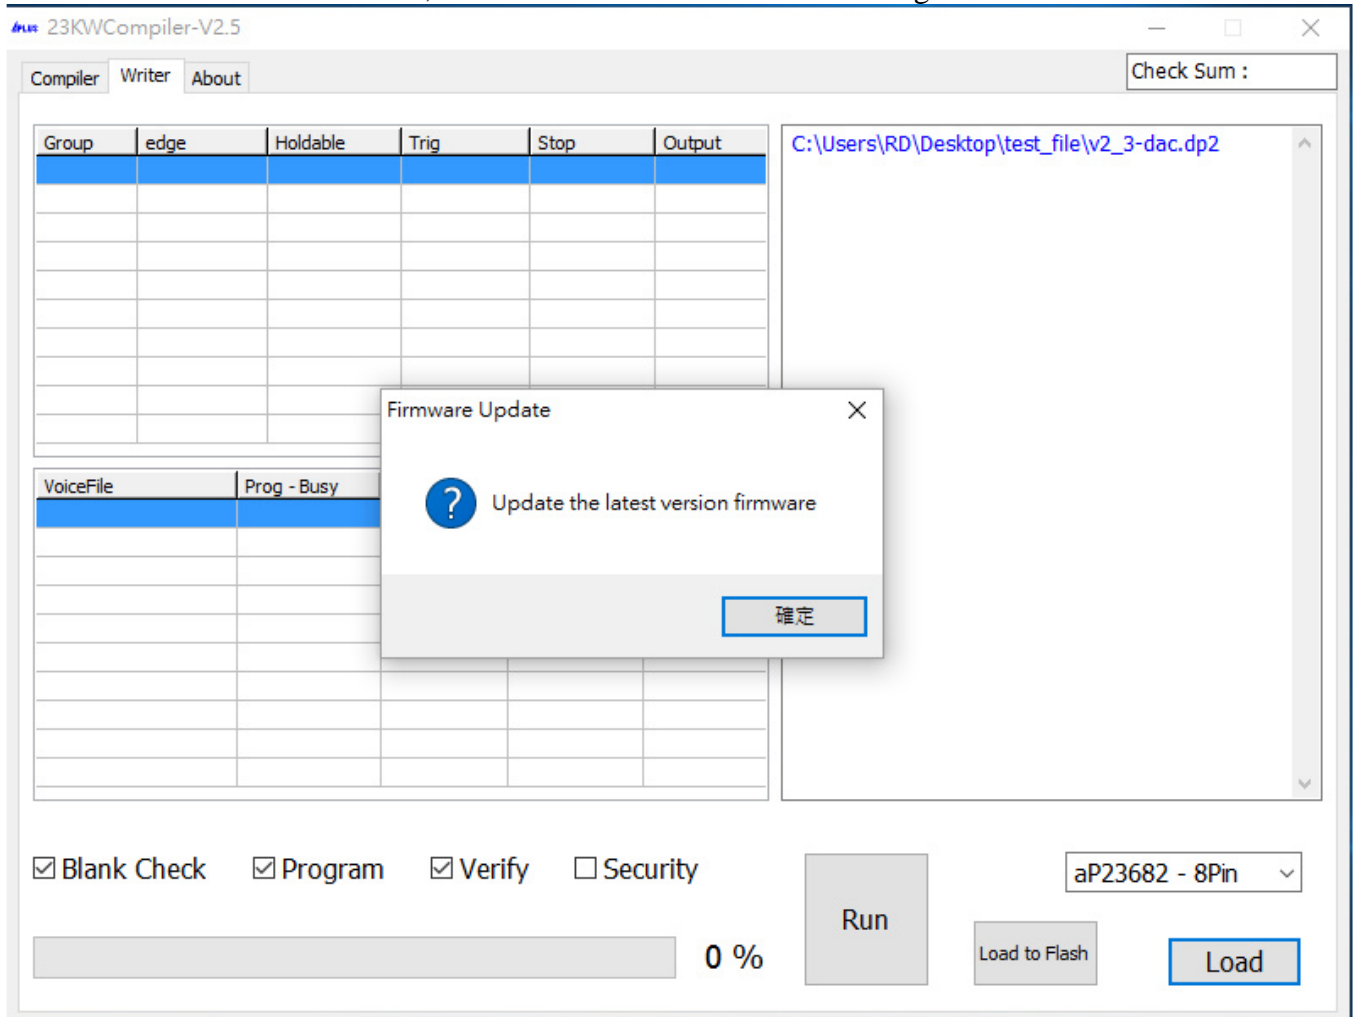 23KWCompiler-V2.5
Compiler Writer About
Check Sum :
Group edge Holdable Trig Stop Output
C:\Users\RD\Desktop\test_file\v2_3-dac.dp2
Firmware Update
Update the latest version firmware
確定
VoiceFile Prog - Busy
Blank Check Program Verify Security
aP23682 - 8Pin
Run
0 %
Load to Flash
Load